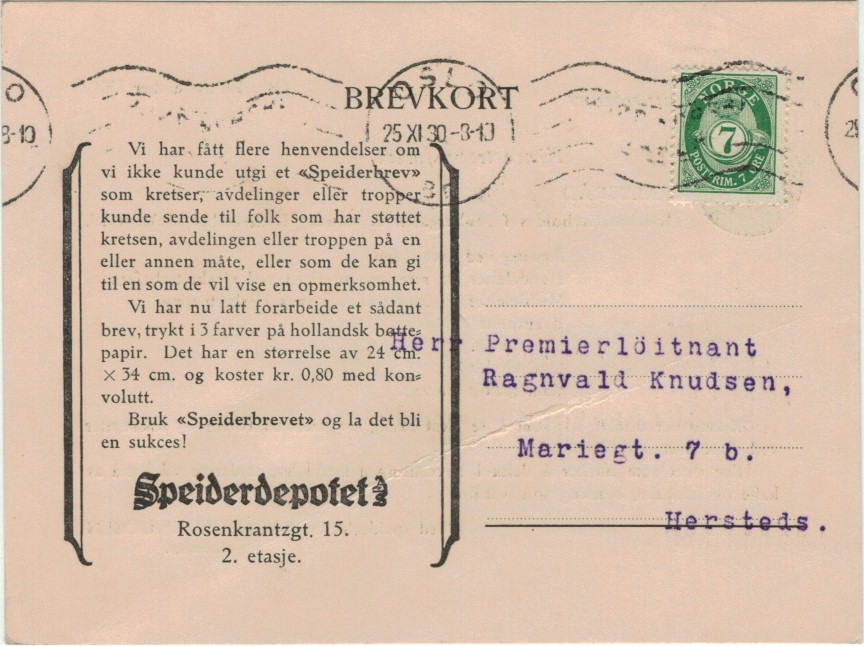 BREVKORT
OSLO
25 XI 30-8-10
O
8-10
NORGE
7
POSTFRIM. 7 ØRE
Vi har fått flere henvendelser om
vi ikke kunde utgi et «Speiderbrev»
som kretser, avdelinger eller tropper
kunde sende til folk som har støttet
kretsen, avdelingen eller troppen på en
eller annen måte, eller som de kan gi
til en som de vil vise en opmerksomhet.
Vi har nu latt forarbeide et sådant
brev, trykt i 3 farver på hollandsk bøtte-
papir. Det har en størrelse av 24 cm.
× 34 cm. og koster kr. 0,80 med kon-
volutt.
Bruk «Speiderbrevet» og la det bli
en sukces!
Speiderdepotet A/S
Rosenkrantzgt. 15.
2. etasje.
Herr Premierlöitnant
Ragnvald Knudsen,
Mariegt. 7 b.
Hersteds.